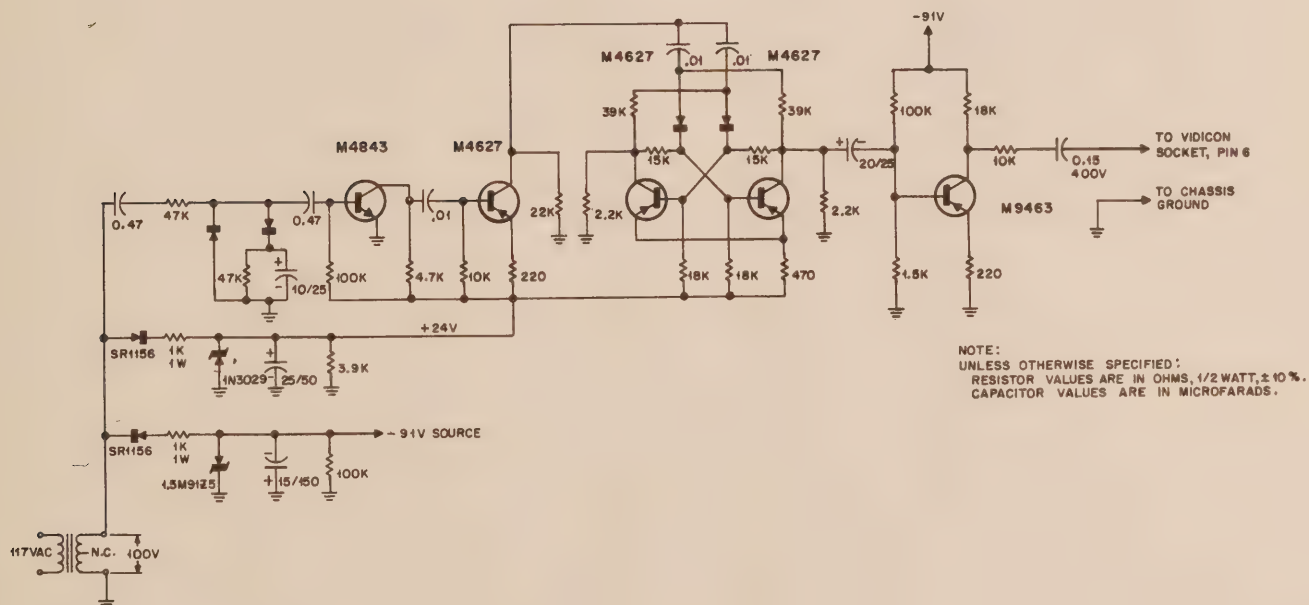 -91V
M4627
.01
.01
M4627
39K
39K
100K
18K
M4843
M4627
15K
15K
20/25
10K
0.15
400V
TO VIDICON
SOCKET, PIN 6
TO CHASSIS
GROUND
M9463
0.47
47K
0.47
.01
22K
2.2K
2.2K
47K
10/25
100K
4.7K
10K
220
18K
18K
470
1.5K
220
+24V
SR1156
1K
1W
1N3029
25/50
3.9K
NOTE:
UNLESS OTHERWISE SPECIFIED:
RESISTOR VALUES ARE IN OHMS, 1/2 WATT, ±10%.
CAPACITOR VALUES ARE IN MICROFARADS.
-91V SOURCE
SR1156
1K
1W
1.5M91Z5
15/150
100K
117VAC
N.C.
100V